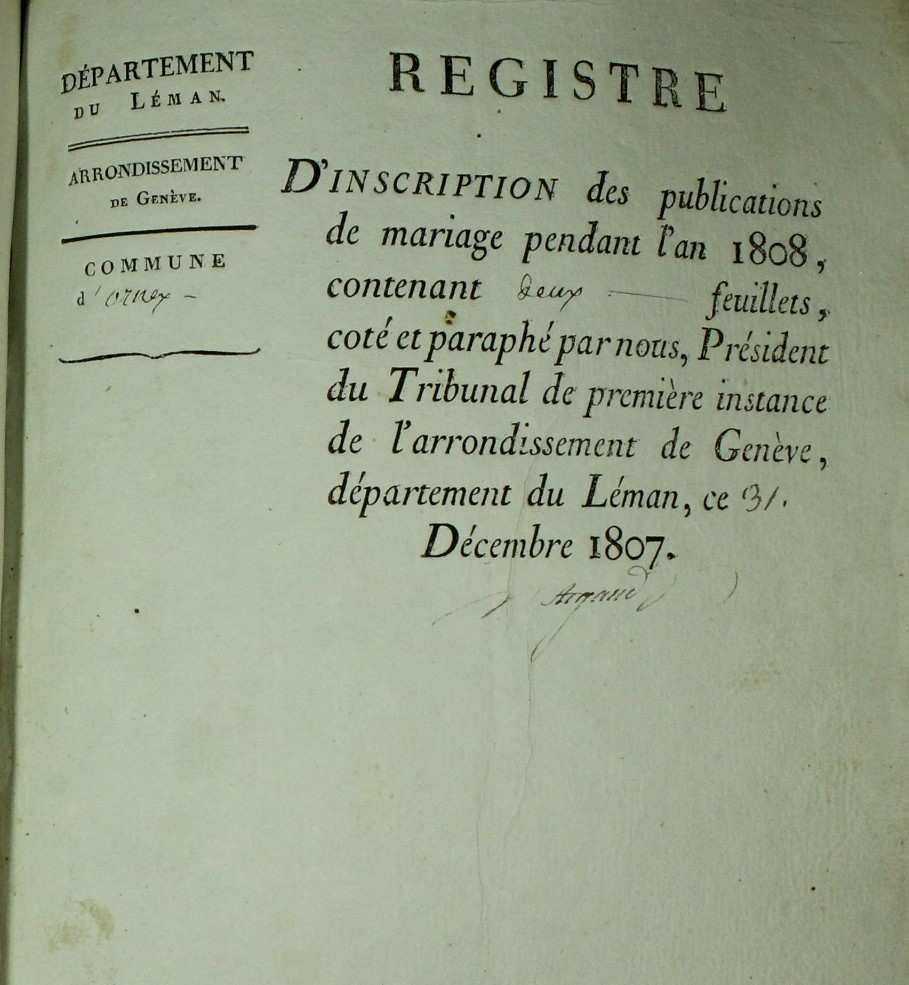 DÉPARTEMENT
DU LÉMAN.
ARRONDISSEMENT
DE GENÈVE.
COMMUNE
d'ornex -
REGISTRE
D'INSCRIPTION des publications
de mariage pendant l'an 1808,
contenant deux feuillets,
coté et paraphé par nous, Président
du Tribunal de première instance
de l'arrondissement de Genève,
département du Léman, ce 31.
Décembre 1807.
Argand